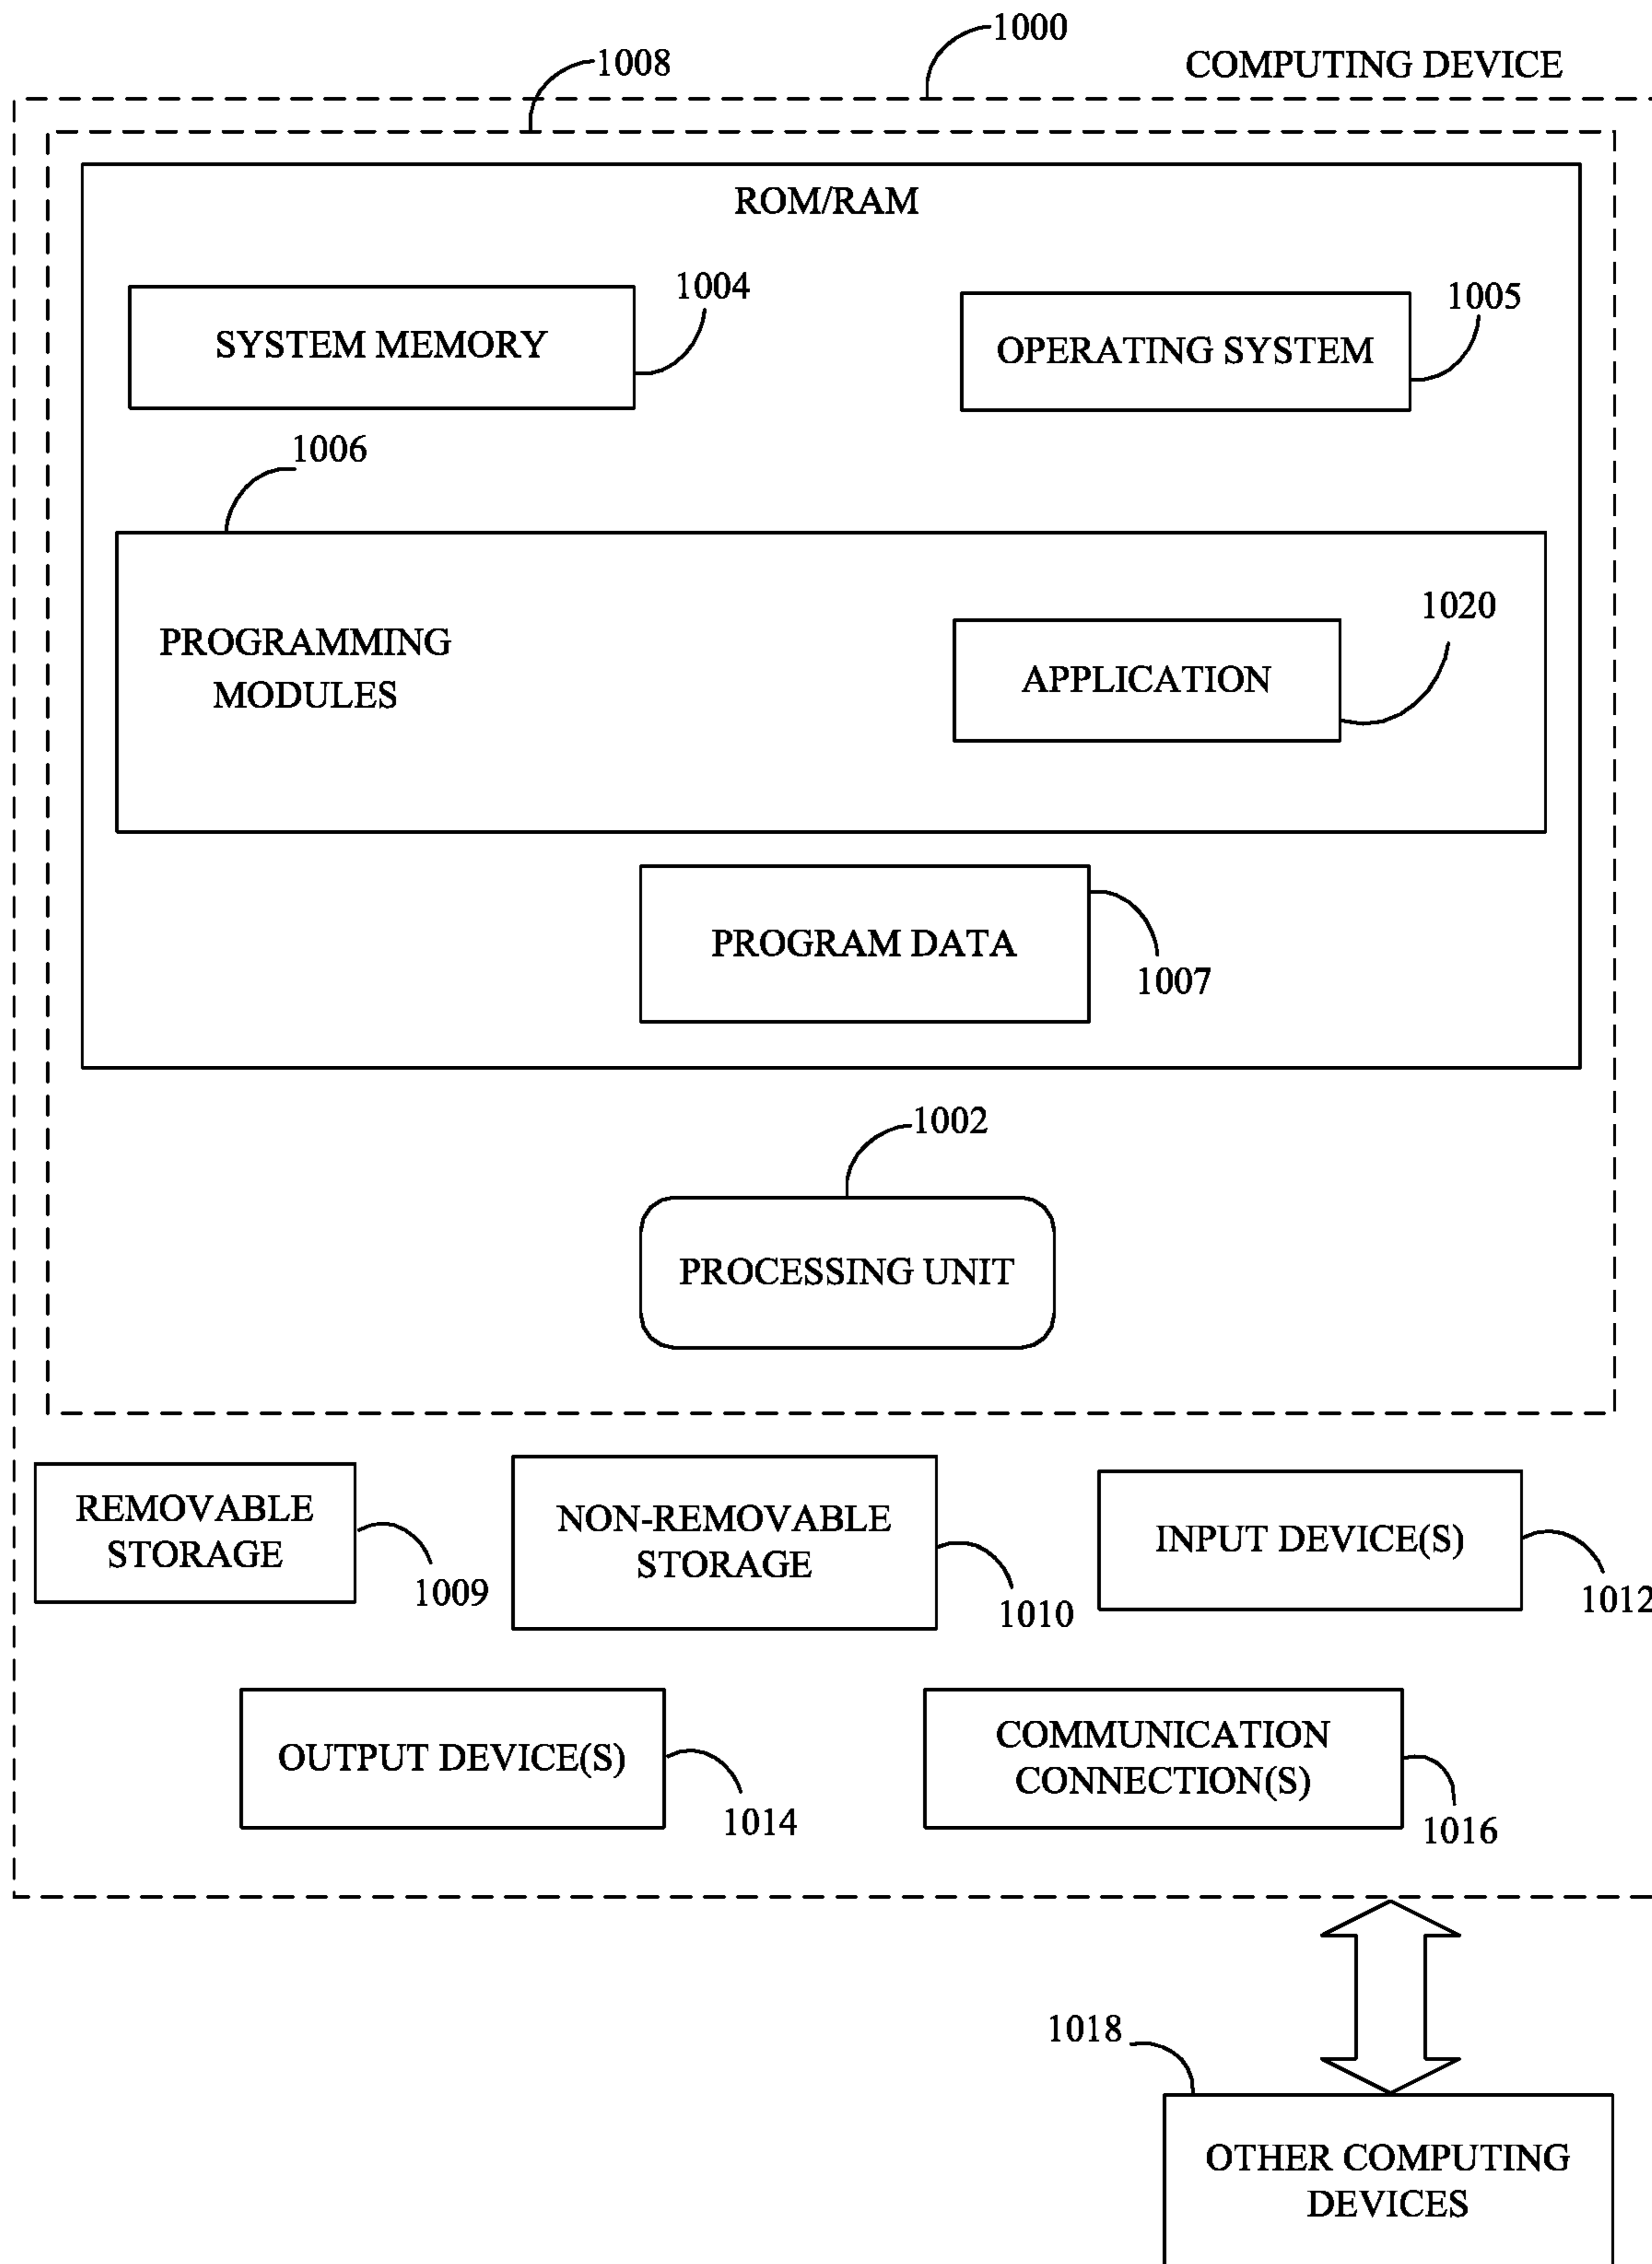 1000
1008
COMPUTING DEVICE
ROM/RAM
1004
1005
SYSTEM MEMORY
OPERATING SYSTEM
1006
1020
PROGRAMMING
MODULES
APPLICATION
PROGRAM DATA
1007
1002
PROCESSING UNIT
REMOVABLE
STORAGE
1009
NON-REMOVABLE
STORAGE
1010
INPUT DEVICE(S)
1012
OUTPUT DEVICE(S)
1014
COMMUNICATION
CONNECTION(S)
1016
1018
OTHER COMPUTING
DEVICES